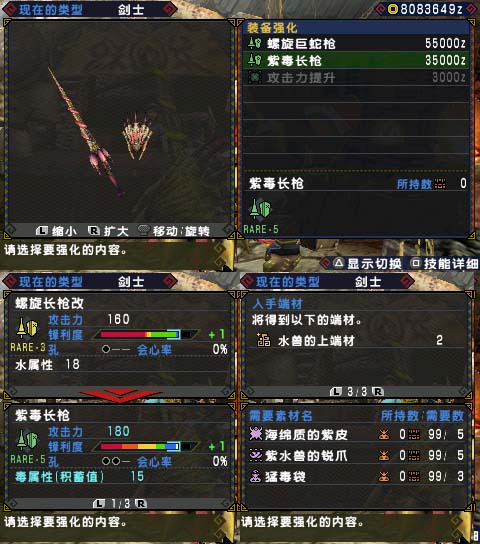 现在的类型 剑士
8083649z
装备强化
螺旋巨蛇枪 55000z
紫毒长枪 35000z
攻击力提升 3000z
紫毒长枪 所持数 0
RARE-5
L 缩小 R 扩大 移动:旋转
请选择要强化的内容。
△显示切换 □技能详细
现在的类型 剑士
螺旋长枪改
攻击力 160
锋利度 +1
RARE-3 孔 ●ーー 会心率 0%
水属性 18
紫毒长枪
攻击力 180
锋利度 +1
RARE-5 孔 ●●ー 会心率 0%
毒属性(积蓄值) 15
L 1/3 R
请选择要强化的内容。
现在的类型 剑士
入手端材
将得到以下的端材。
水兽的上端材 2
L 3/3 R
需要素材名 所持数:需要数
海绵质的紫皮 0 99/ 5
紫水兽的锐爪 0 99/ 5
猛毒袋 0 99/ 3
请选择要强化的内容。